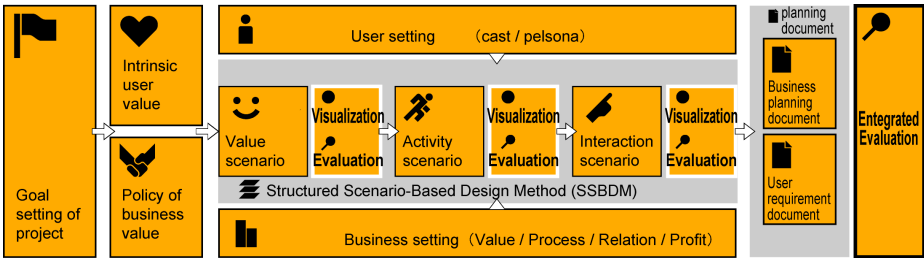 Goal
setting of
project
Intrinsic
user
value
Policy of
business
value
User setting (cast / pelsona)
Value
scenario
Visualization
Evaluation
Activity
scenario
Visualization
Evaluation
Interaction
scenario
Visualization
Evaluation
Structured Scenario-Based Design Method (SSBDM)
Business setting (Value / Process / Relation / Profit)
planning
document
Business
planning
document
User
requirement
document
Entegrated
Evaluation